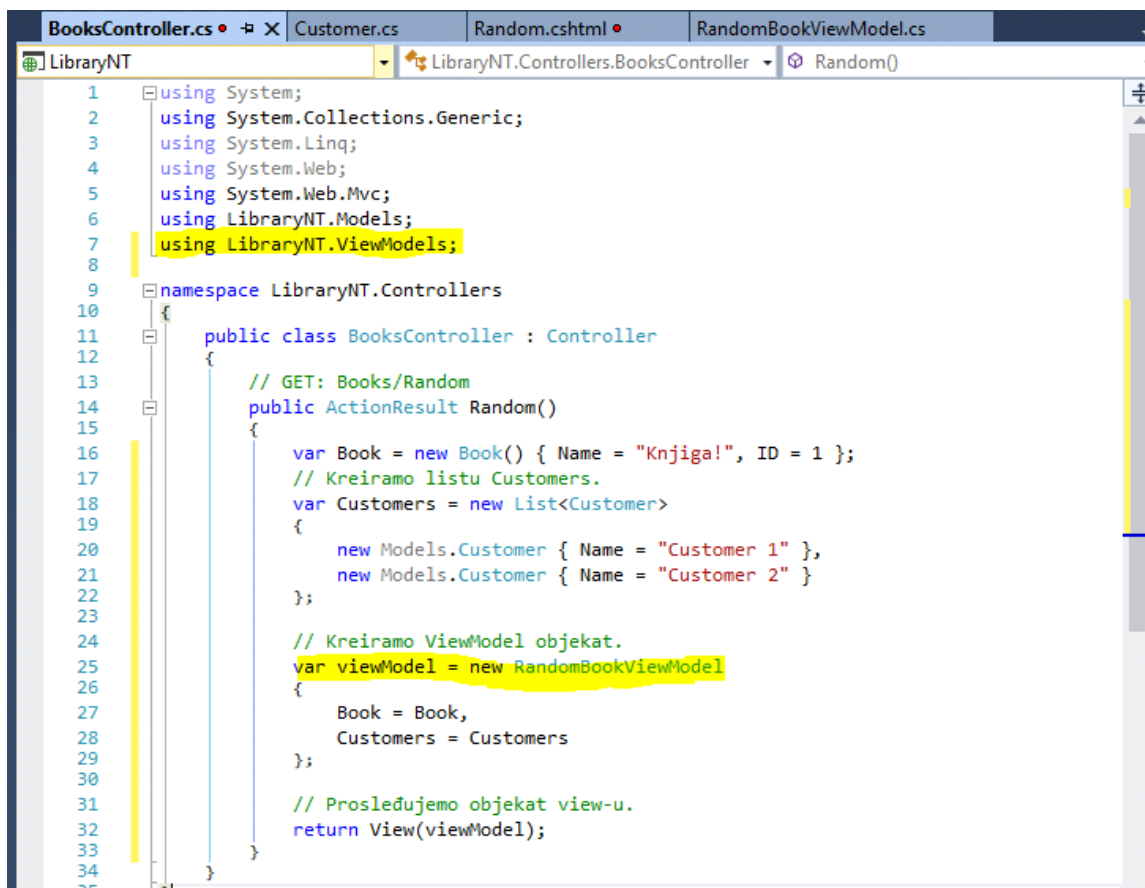 BooksController.cs Customer.cs Random.cshtml RandomBookViewModel.cs
LibraryNT LibraryNT.Controllers.BooksController Random()
1 using System;
2 using System.Collections.Generic;
3 using System.Linq;
4 using System.Web;
5 using System.Web.Mvc;
6 using LibraryNT.Models;
7 using LibraryNT.ViewModels;
8
9 namespace LibraryNT.Controllers
10 {
11 public class BooksController : Controller
12 {
13 // GET: Books/Random
14 public ActionResult Random()
15 {
16 var Book = new Book() { Name = "Knjiga!", ID = 1 };
17 // Kreiramo listu Customers.
18 var Customers = new List<Customer>
19 {
20 new Models.Customer { Name = "Customer 1" },
21 new Models.Customer { Name = "Customer 2" }
22 };
23
24 // Kreiramo ViewModel objekat.
25 var viewModel = new RandomBookViewModel
26 {
27 Book = Book,
28 Customers = Customers
29 };
30
31 // Prosleđujemo objekat view-u.
32 return View(viewModel);
33 }
34 }